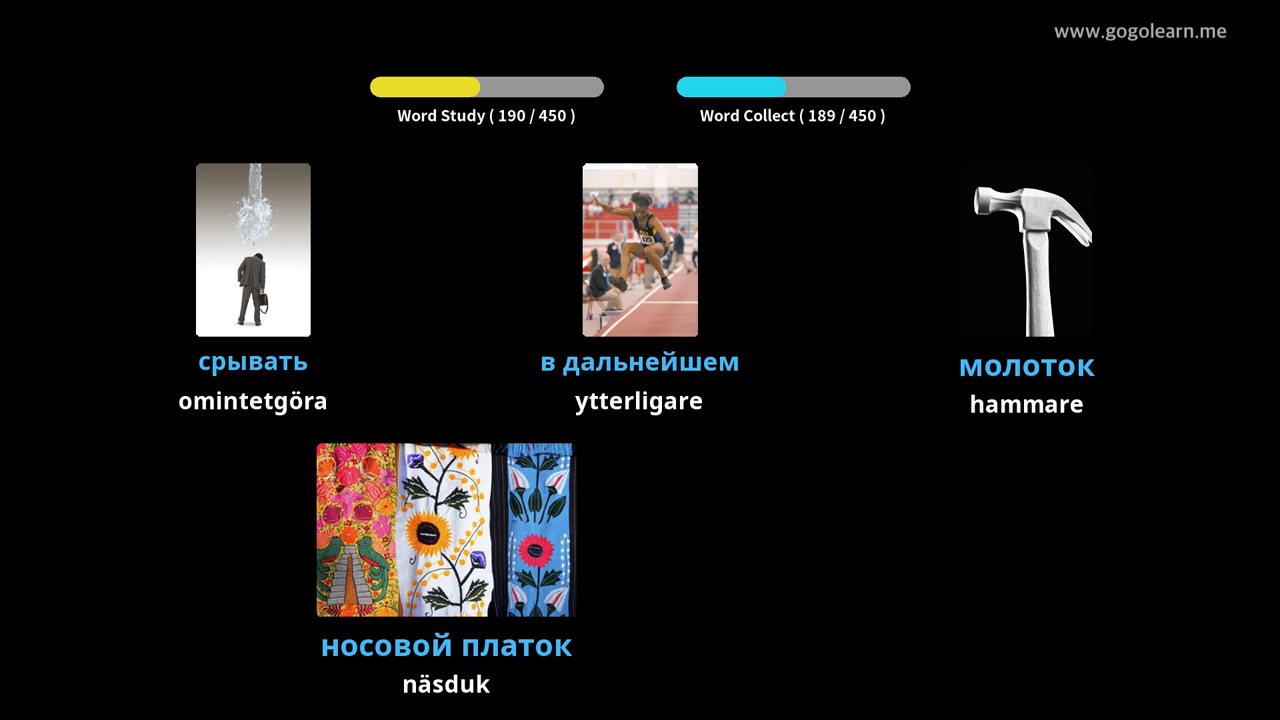 www.gogolearn.me
Word Study ( 190 / 450 )
Word Collect ( 189 / 450 )
срывать
omintetgöra
в дальнейшем
ytterligare
молоток
hammare
носовой платок
näsduk